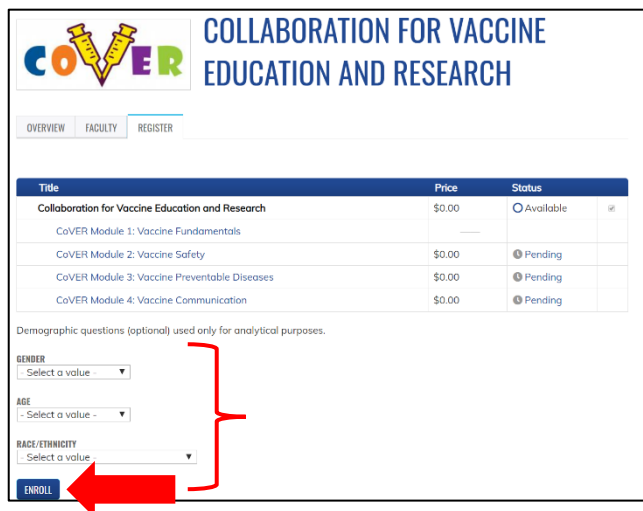 COVER
COLLABORATION FOR VACCINE
EDUCATION AND RESEARCH
OVERVIEW FACULTY REGISTER
Title Price Status
Collaboration for Vaccine Education and Research $0.00 Available
CoVER Module 1: Vaccine Fundamentals
CoVER Module 2: Vaccine Safety $0.00 Pending
CoVER Module 3: Vaccine Preventable Diseases $0.00 Pending
CoVER Module 4: Vaccine Communication $0.00 Pending
Demographic questions (optional) used only for analytical purposes.
GENDER
- Select a value -
AGE
- Select a value -
RACE/ETHNICITY
- Select a value -
ENROLL